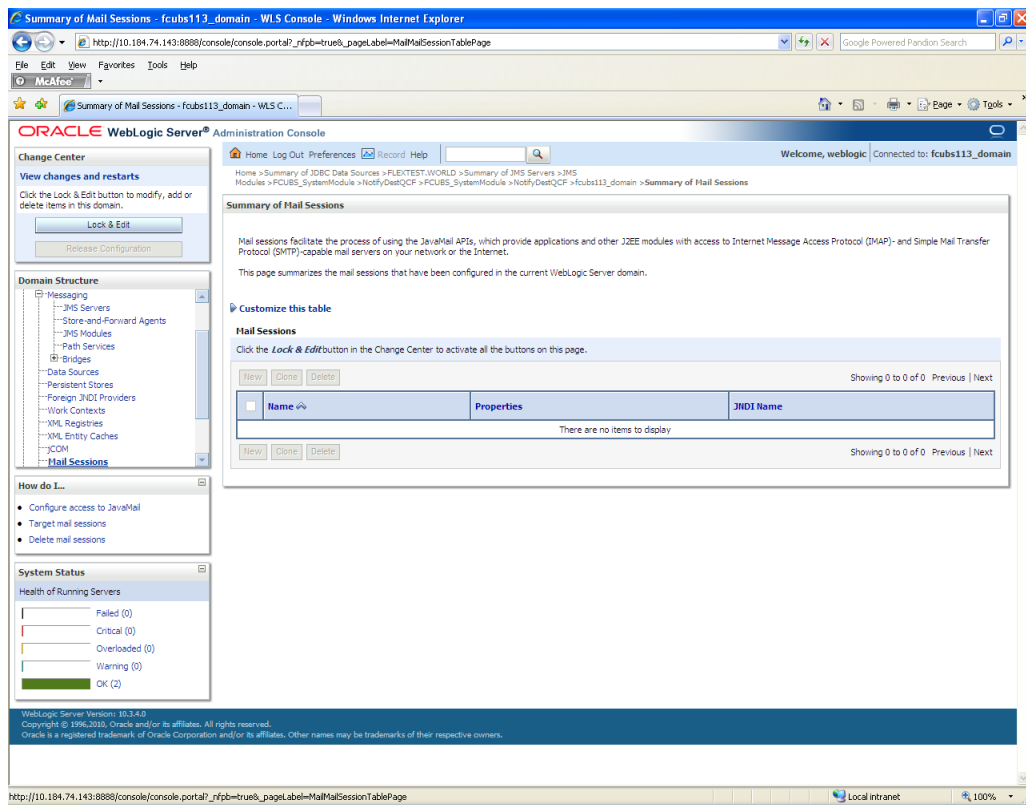 Summary of Mail Sessions - fcubs113_domain - WLS Console - Windows Internet Explorer
http://10.184.74.143:8888/console/console.portal?_nfpb=true&_pageLabel=MailMailSessionTablePage
Google Powered Pandion Search
File Edit View Favorites Tools Help
McAfee
Summary of Mail Sessions - fcubs113_domain - WLS C...
Page Tools
ORACLE WebLogic Server® Administration Console
Change Center
View changes and restarts
Click the Lock & Edit button to modify, add or
delete items in this domain.
Lock & Edit
Release Configuration
Domain Structure
Messaging
JMS Servers
Store-and-Forward Agents
JMS Modules
Path Services
Bridges
Data Sources
Persistent Stores
Foreign JNDI Providers
Work Contexts
XML Registries
XML Entity Caches
jCOM
Mail Sessions
How do I...
Configure access to JavaMail
Target mail sessions
Delete mail sessions
System Status
Health of Running Servers
Failed (0)
Critical (0)
Overloaded (0)
Warning (0)
OK (2)
Home Log Out Preferences Record Help
Welcome, weblogic Connected to: fcubs113_domain
Home >Summary of JDBC Data Sources >FLEXTEST.WORLD >Summary of JMS Servers >JMS
Modules >FCUBS_SystemModule >NotifyDestQCF >FCUBS_SystemModule >NotifyDestQCF >fcubs113_domain >Summary of Mail Sessions
Summary of Mail Sessions
Mail sessions facilitate the process of using the JavaMail APIs, which provide applications and other J2EE modules with access to Internet Message Access Protocol (IMAP)- and Simple Mail Transfer
Protocol (SMTP)-capable mail servers on your network or the Internet.
This page summarizes the mail sessions that have been configured in the current WebLogic Server domain.
Customize this table
Mail Sessions
Click the Lock & Edit button in the Change Center to activate all the buttons on this page.
New Clone Delete
Showing 0 to 0 of 0 Previous | Next
Name Properties JNDI Name
There are no items to display
New Clone Delete
Showing 0 to 0 of 0 Previous | Next
WebLogic Server Version: 10.3.4.0
Copyright © 1996,2010, Oracle and/or its affiliates. All rights reserved.
Oracle is a registered trademark of Oracle Corporation and/or its affiliates. Other names may be trademarks of their respective owners.
http://10.184.74.143:8888/console/console.portal?_nfpb=true&_pageLabel=MailMailSessionTablePage
Local intranet
100%